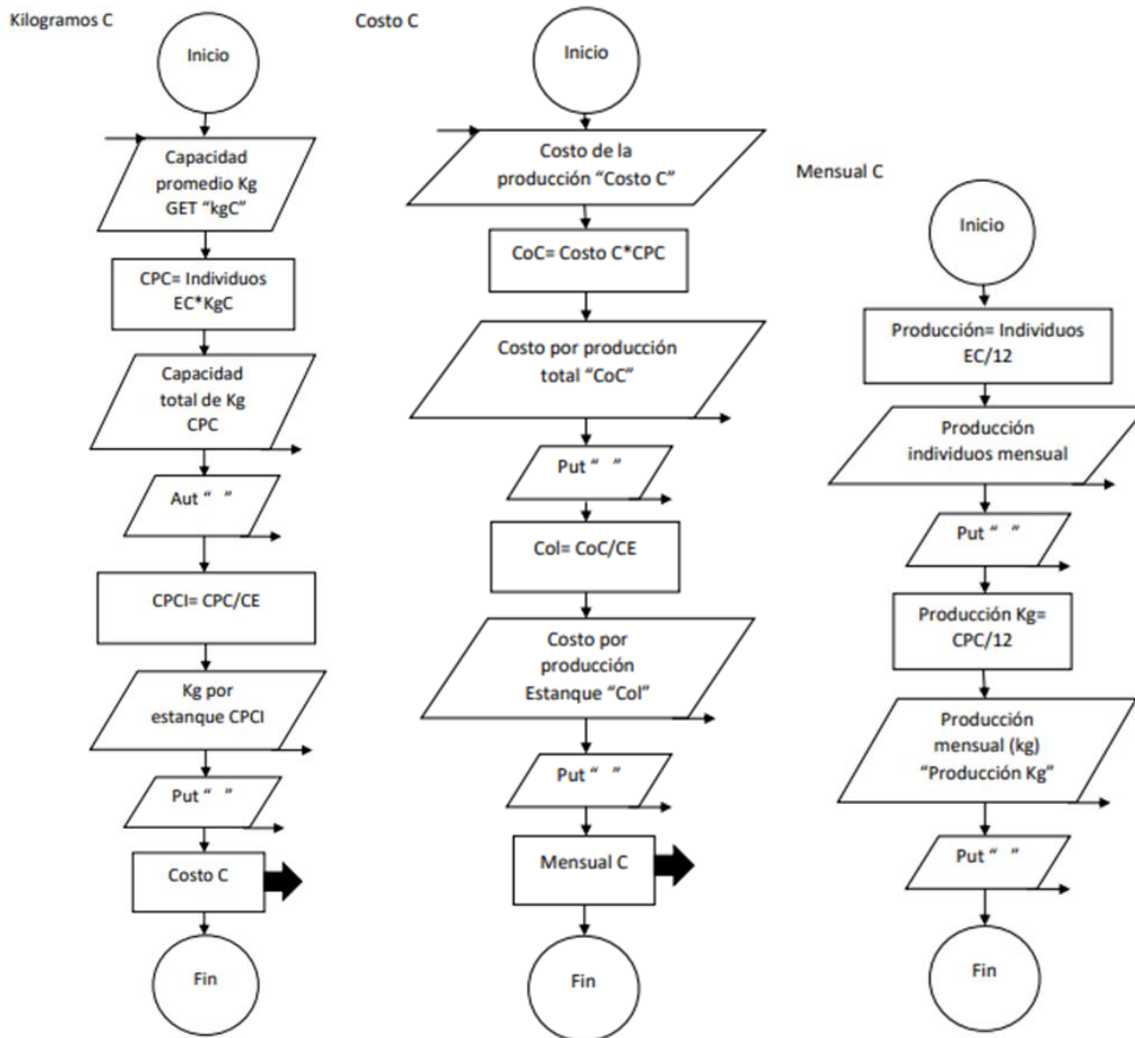 Kilogramos C
Inicio
Capacidad
promedio Kg
GET “kgC”
CPC= Individuos
EC*KgC
Capacidad
total de Kg
CPC
Aut “ ”
CPCI= CPC/CE
Kg por
estanque CPCI
Put “ ”
Costo C
Fin
Costo C
Inicio
Costo de la
producción “Costo C”
CoC= Costo C*CPC
Costo por producción
total “CoC”
Put “ ”
Col= CoC/CE
Costo por
producción
Estanque “Col”
Put “ ”
Mensual C
Fin
Mensual C
Inicio
Producción= Individuos
EC/12
Producción
individuos mensual
Put “ ”
Producción Kg=
CPC/12
Producción
mensual (kg)
“Producción Kg”
Put “ ”
Fin